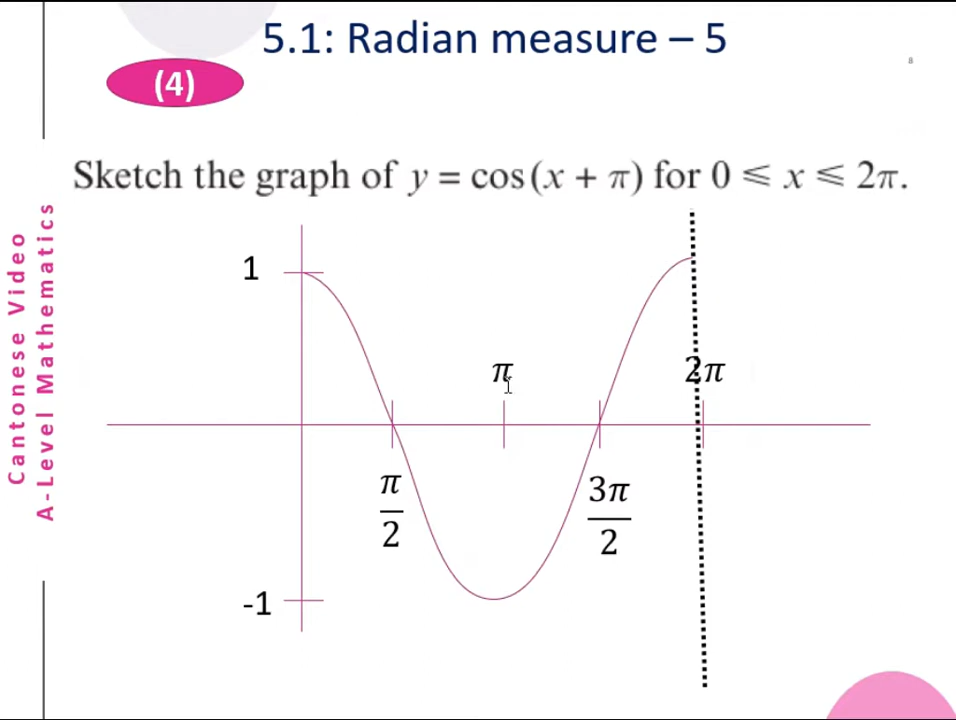 5.1: Radian measure – 5
8
(4)
Sketch the graph of y = cos(x + π) for 0 ⩽ x ⩽ 2π.
Cantonese Video
A-Level Mathematics
1
π
2π
π
2
3π
2
-1